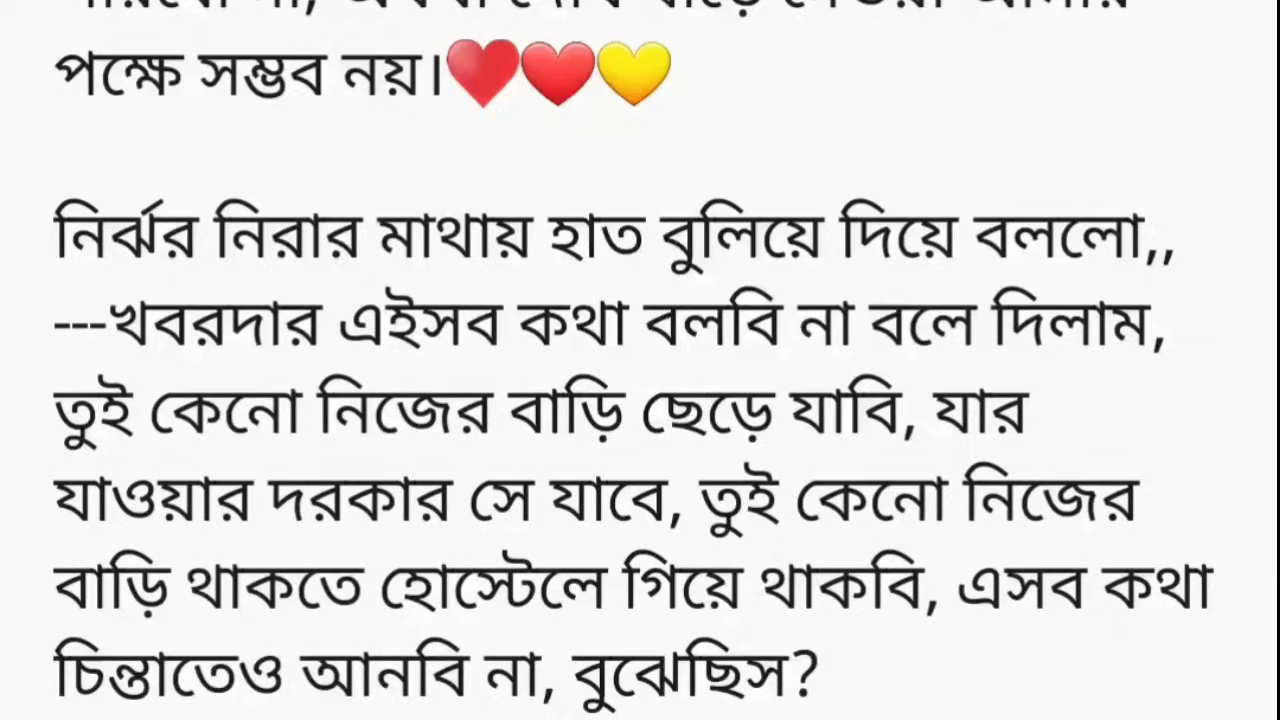 পক্ষে সম্ভব নয়।❤️❤️💛
নির্ঝর নিরার মাথায় হাত বুলিয়ে দিয়ে বললো,,
---খবরদার এইসব কথা বলবি না বলে দিলাম,
তুই কেনো নিজের বাড়ি ছেড়ে যাবি, যার
যাওয়ার দরকার সে যাবে, তুই কেনো নিজের
বাড়ি থাকতে হোস্টেলে গিয়ে থাকবি, এসব কথা
চিন্তাতেও আনবি না, বুঝেছিস?